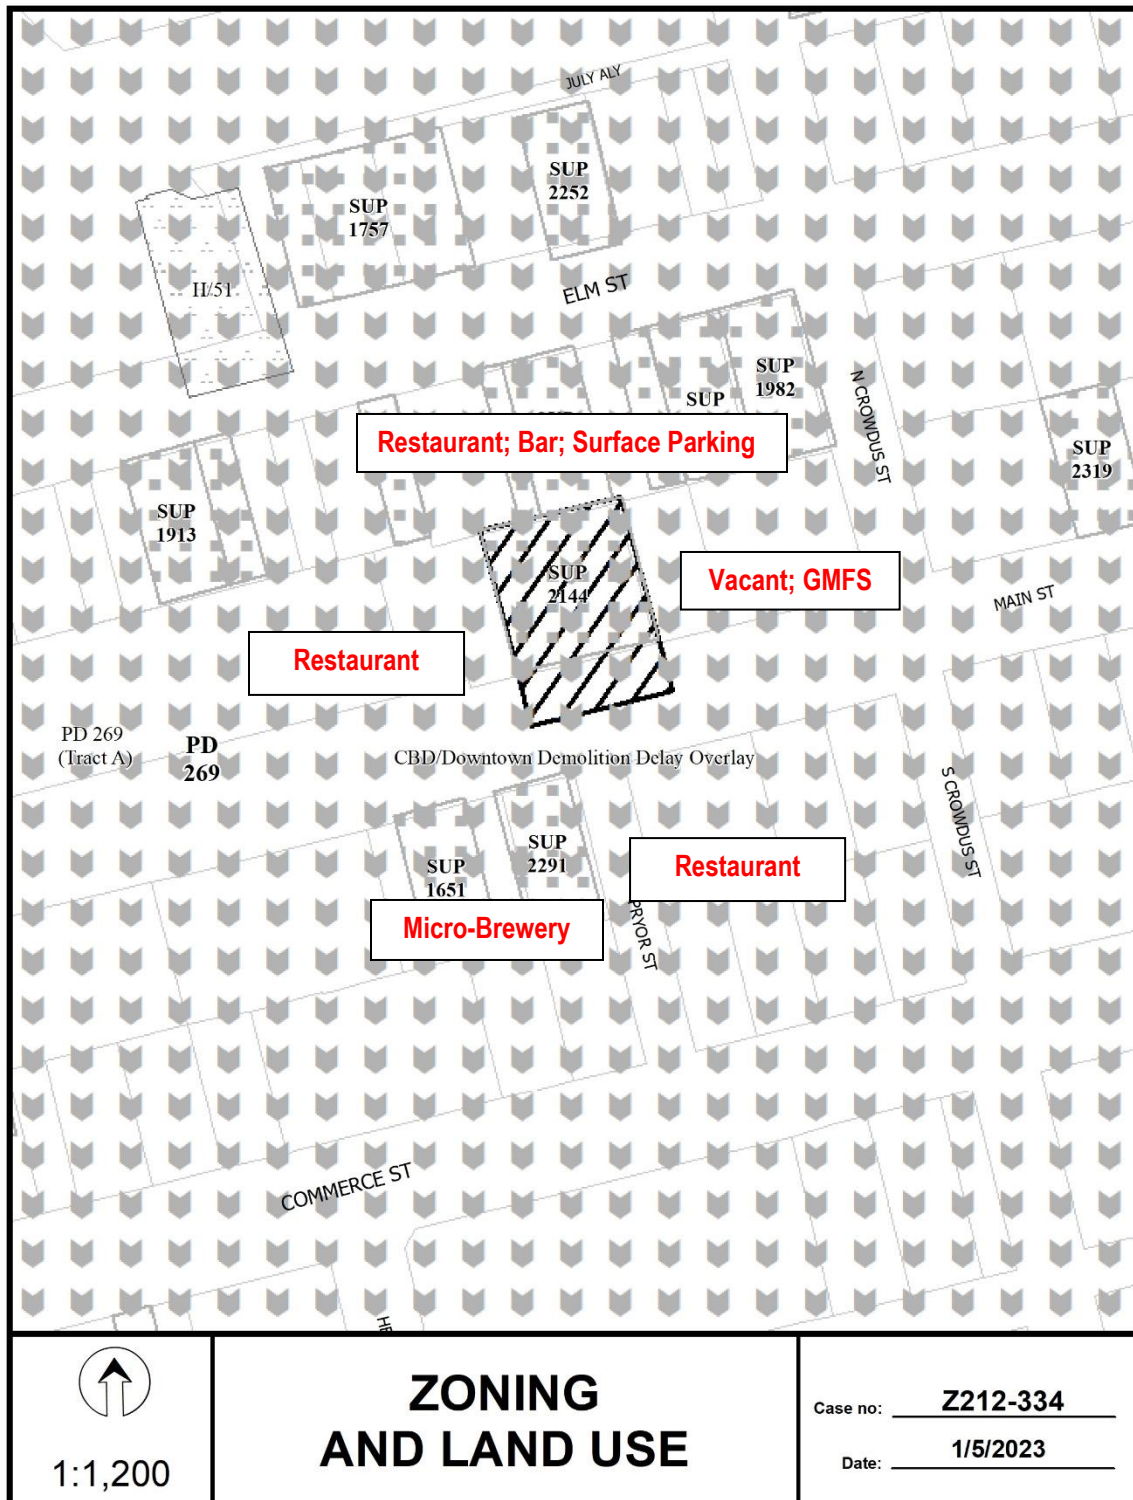 JULY ALY
SUP
2252
SUP
1757
H/51
ELM ST
SUP
1982
SUP
N CROWDUS ST
Restaurant; Bar; Surface Parking
SUP
2319
SUP
1913
SUP
2144
Vacant; GMFS
MAIN ST
Restaurant
PD 269
(Tract A)
PD
269
CBD/Downtown Demolition Delay Overlay
S CROWDUS ST
SUP
2291
SUP
1651
Restaurant
Micro-Brewery
PRYOR ST
COMMERCE ST
1:1,200
ZONING
AND LAND USE
Case no: Z212-334
Date: 1/5/2023